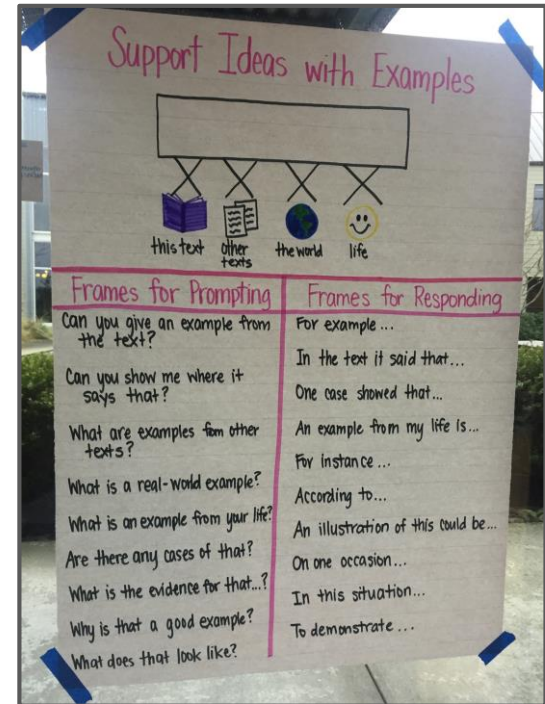 Support Ideas with Examples
this text
other
texts
the world
life
Frames for Prompting
Can you give an example from
the text?
Can you show me where it
says that?
What are examples from other
texts?
What is a real-world example?
What is an example from your life?
Are there any cases of that?
What is the evidence for that...?
Why is that a good example?
What does that look like?
Frames for Responding
For example...
In the text it said that...
One case showed that...
An example from my life is...
For instance...
According to...
An illustration of this could be...
On one occasion...
In this situation...
To demonstrate...